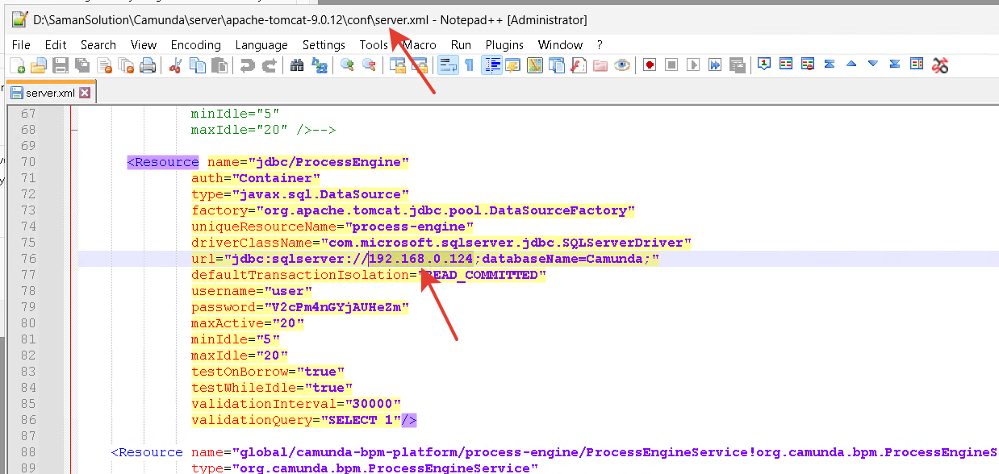 D:\SamanSolution\Camunda\server\apache-tomcat-9.0.12\conf\server.xml - Notepad++ [Administrator]
File Edit Search View Encoding Language Settings Tools Macro Run Plugins Window ?
server.xml
67 minIdle="5"
68 maxIdle="20" />-->
69
70 <Resource name="jdbc/ProcessEngine"
71 auth="Container"
72 type="javax.sql.DataSource"
73 factory="org.apache.tomcat.jdbc.pool.DataSourceFactory"
74 uniqueResourceName="process-engine"
75 driverClassName="com.microsoft.sqlserver.jdbc.SQLServerDriver"
76 url="jdbc:sqlserver://192.168.0.124;databaseName=Camunda;"
77 defaultTransactionIsolation="READ_COMMITTED"
78 username="user"
79 password="V2cPm4nGYjAUHeZm"
80 maxActive="20"
81 minIdle="5"
82 maxIdle="20"
83 testOnBorrow="true"
84 testWhileIdle="true"
85 validationInterval="30000"
86 validationQuery="SELECT 1"/>
87
88 <Resource name="global/camunda-bpm-platform/process-engine/ProcessEngineService!org.camunda.bpm.ProcessEngineS
89 type="org.camunda.bpm.ProcessEngineService"